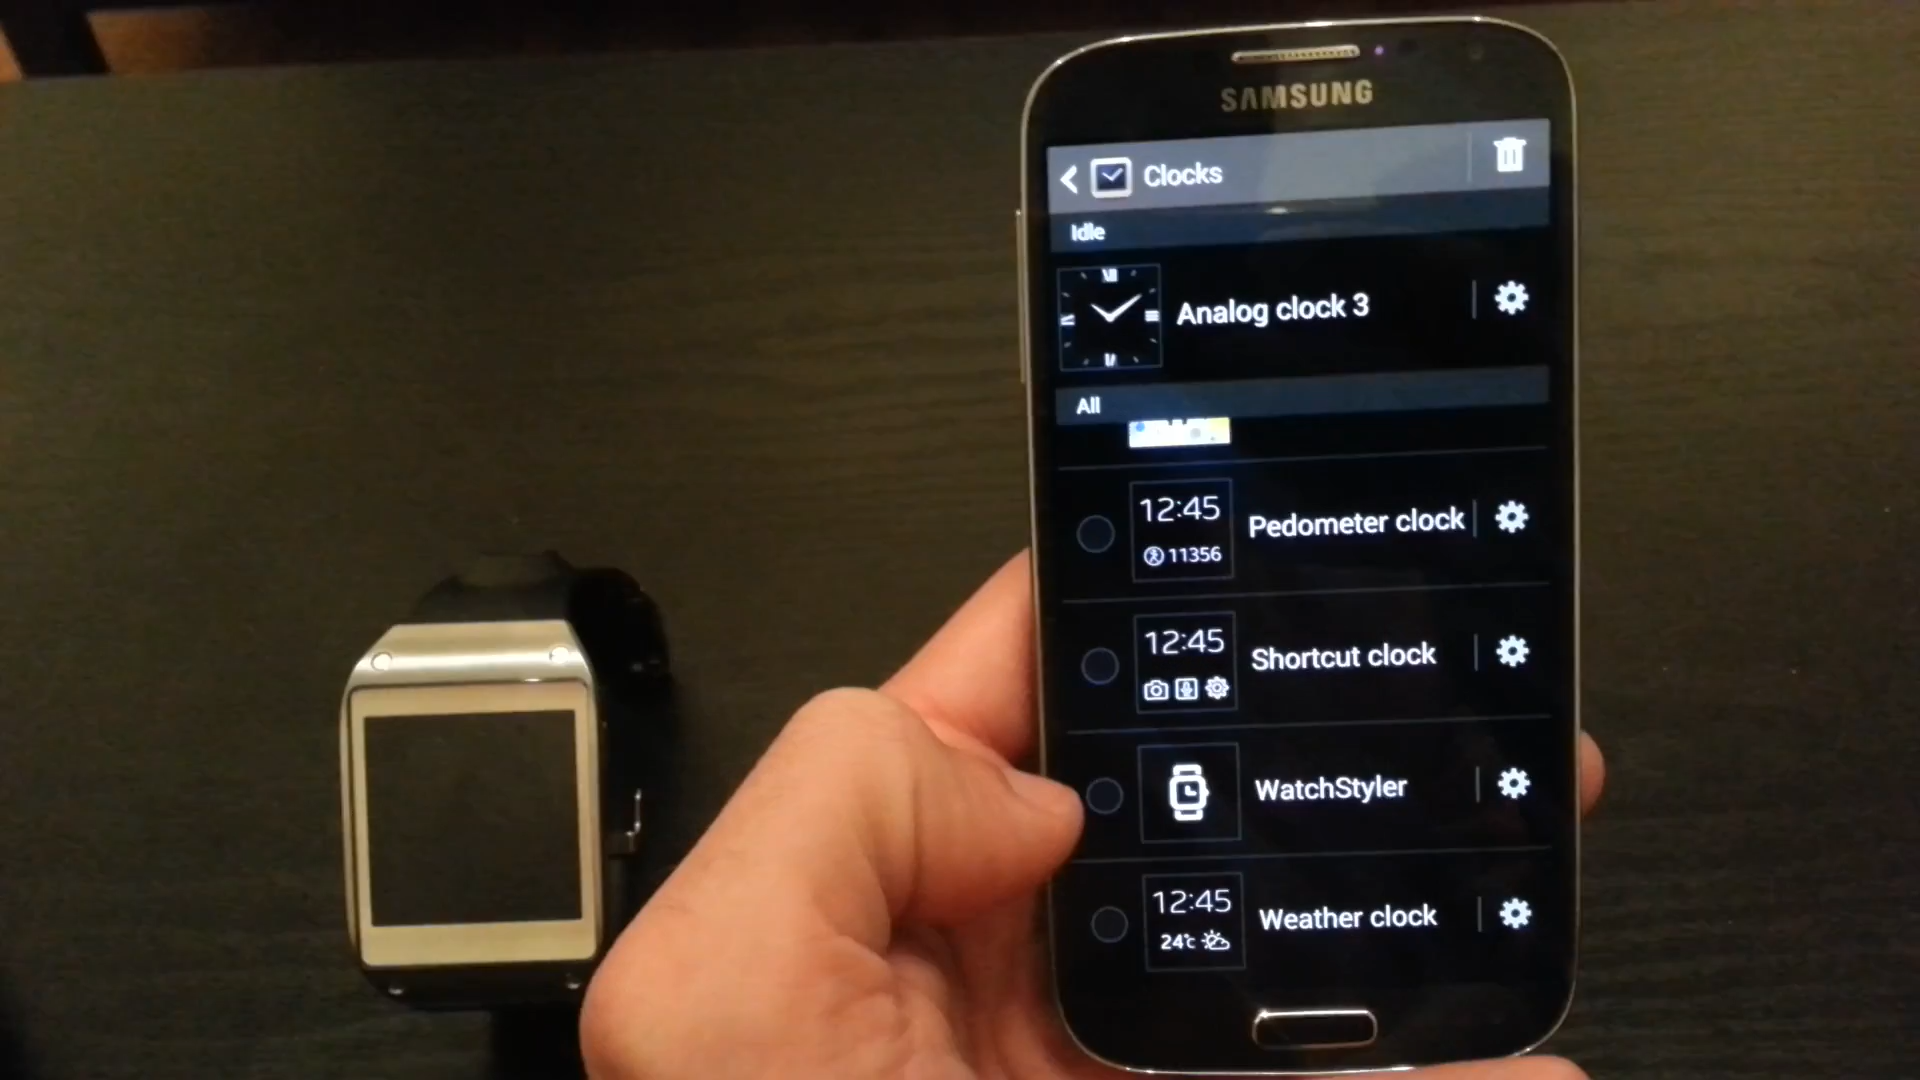 SAMSUNG
Clocks
Idle
Analog clock 3
All
12:45
11356
Pedometer clock
12:45
Shortcut clock
WatchStyler
12:45
24°c
Weather clock